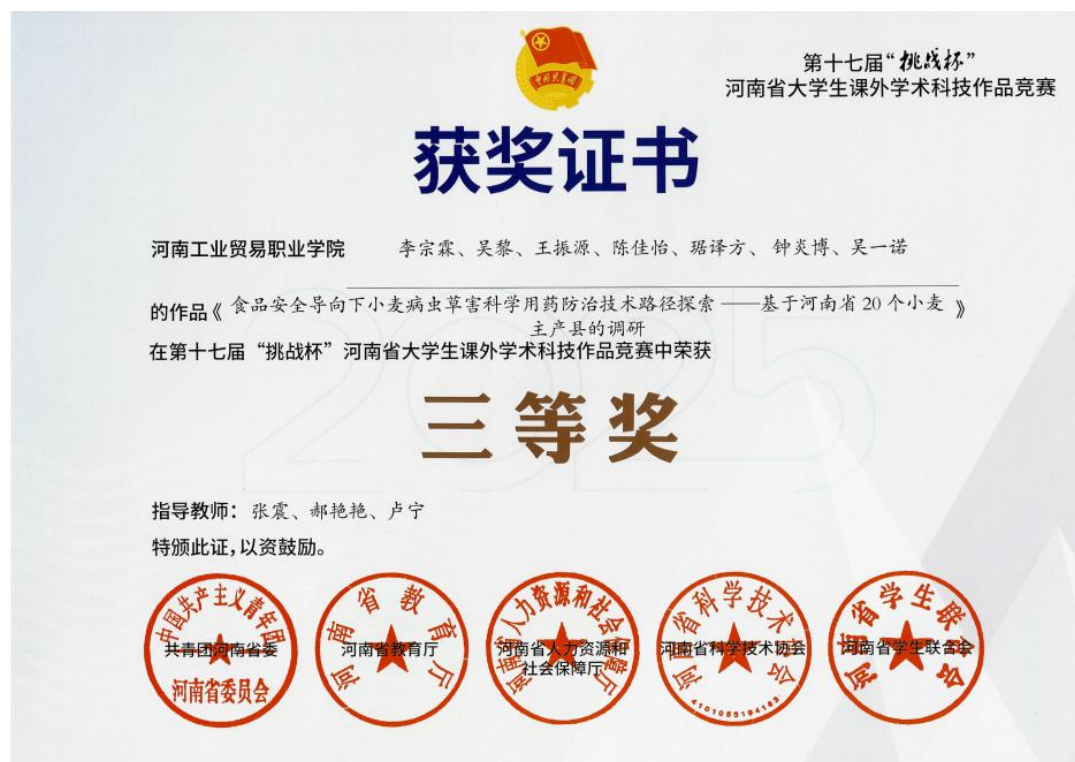 中国共青团
第十七届“挑战杯”
河南省大学生课外学术科技作品竞赛
获奖证书
河南工业贸易职业学院 李宗霖、吴黎、王振源、陈佳怡、琚译方、钟炎博、吴一诺
的作品《食品安全导向下小麦病虫草害科学用药防治技术路径探索——基于河南省20个小麦》
主产县的调研
在第十七届“挑战杯”河南省大学生课外学术科技作品竞赛中荣获
2025
三等奖
指导教师：张震、郝艳艳、卢宁
特颁此证，以资鼓励。
中国共产主义青年团
共青团河南省委
河南省委员会
河南省教育厅
河南省教育厅
河南省人力资源和社会保障厅
河南省人力资源和
社会保障厅
河南省科学技术协会
河南省科学技术协会
4101055194163
河南省学生联合会
河南省学生联合会